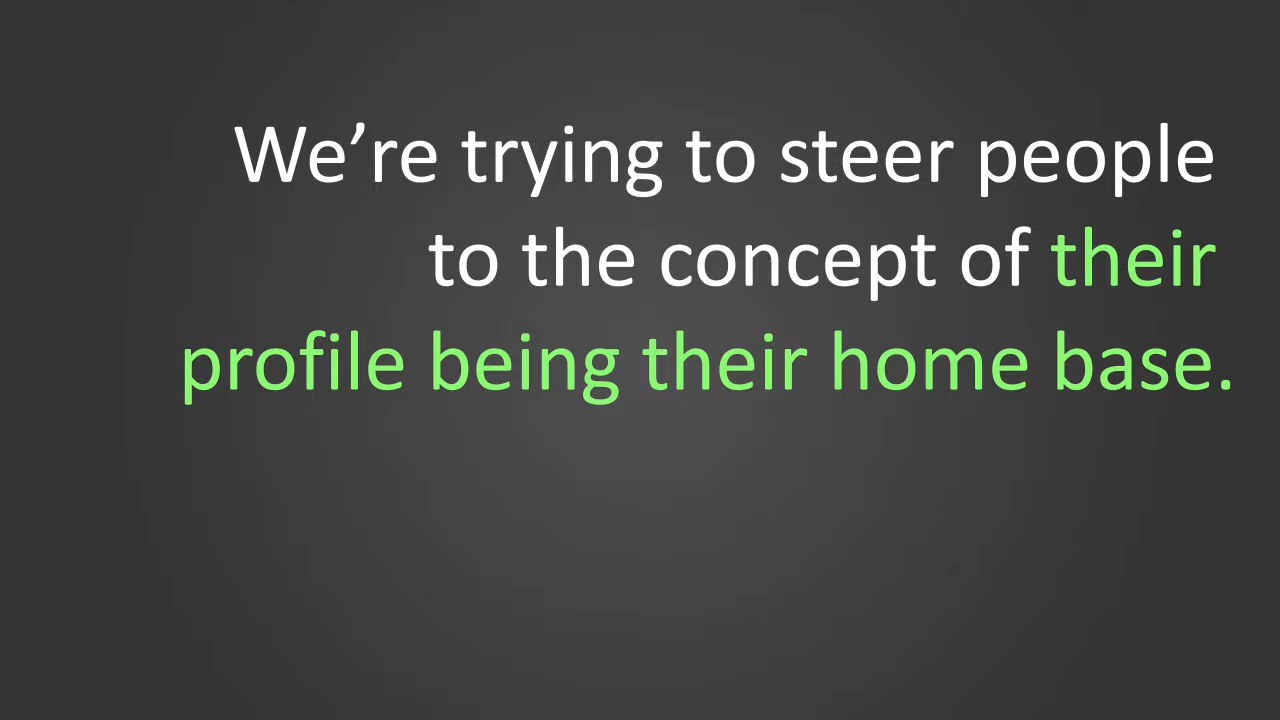 We’re trying to steer people
to the concept of their
profile being their home base.